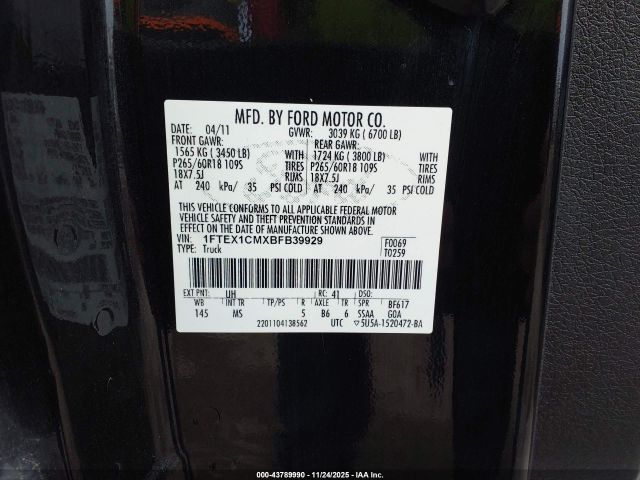 MFD. BY FORD MOTOR CO.
DATE: 04/11 GVWR: 3039 KG ( 6700 LB)
FRONT GAWR: REAR GAWR:
1565 KG ( 3450 LB) WITH 1724 KG ( 3800 LB) WITH
P265/60R18 109S TIRES P265/60R18 109S TIRES
18X7.5J RIMS 18X7.5J RIMS
AT 240 kPa/ 35 PSI COLD AT 240 kPa/ 35 PSI COLD
THIS VEHICLE CONFORMS TO ALL APPLICABLE FEDERAL MOTOR
VEHICLE SAFETY AND THEFT PREVENTION STANDARDS IN EFFECT
ON THE DATE OF MANUFACTURE SHOWN ABOVE.
VIN: 1FTEX1CMXBFB39929 F0069
TYPE: Truck T0259
EXT PNT: UH RC: 41 DSO:
WB INT TR TP/PS R AXLE TR SPR BF617
145 MS 5 B6 6 SSAA G0A
2201104138562 UTC ▽5U5A-1520472-BA
000-43789990 - 11/24/2025 - IAA Inc.